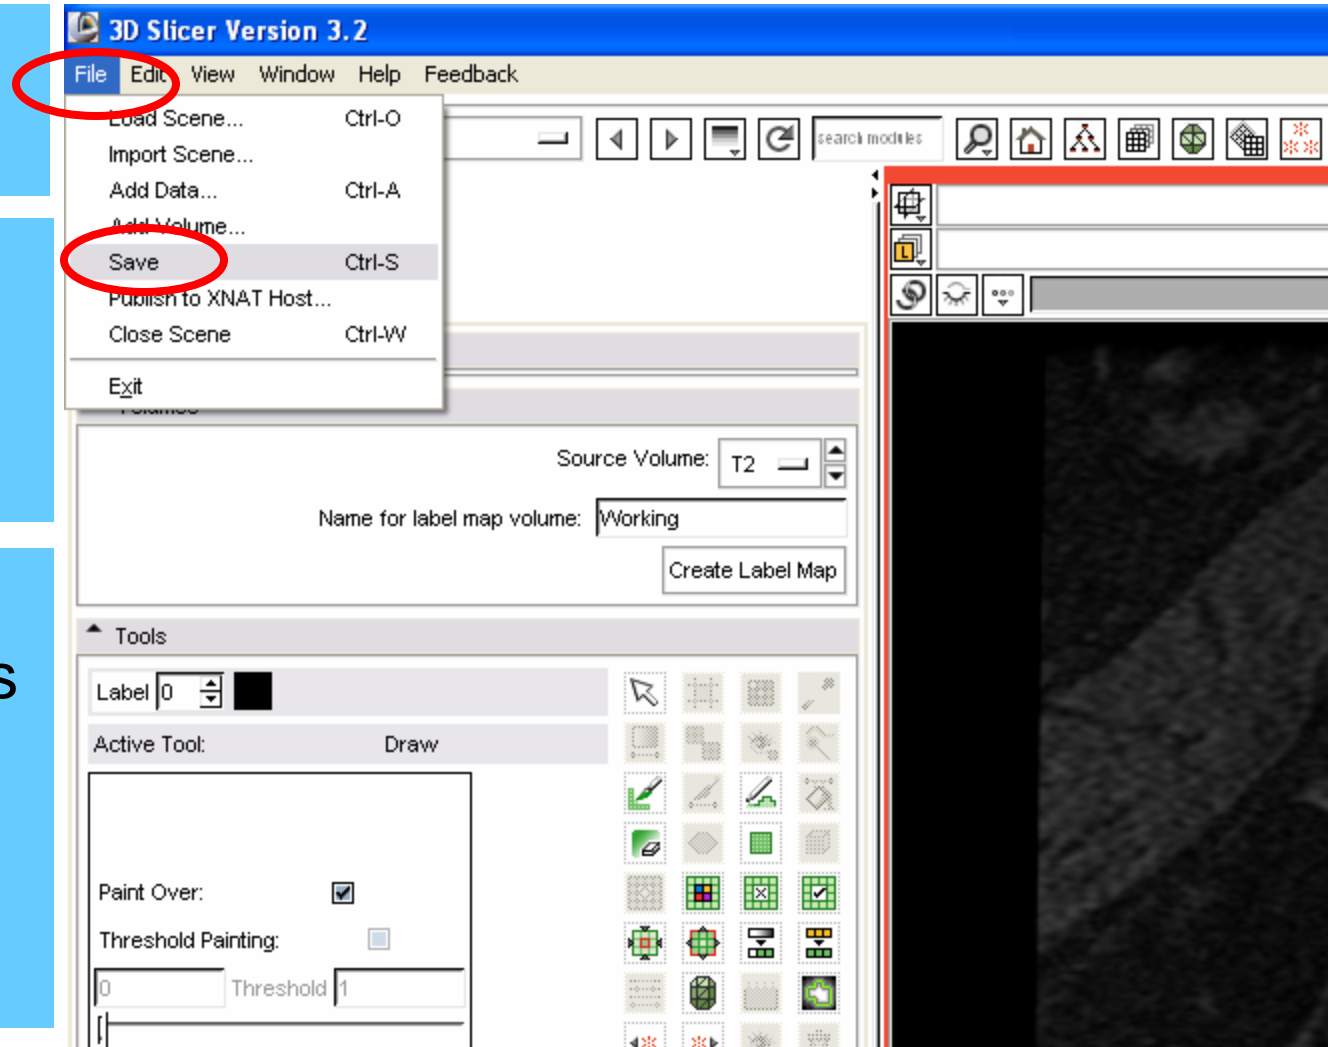 3D Slicer Version 3.2
File Edit View Window Help Feedback
Load Scene... Ctrl-O
Import Scene...
Add Data... Ctrl-A
Add Volume...
Save Ctrl-S
Publish to XNAT Host...
Close Scene Ctrl-W
Exit
search modules
L
Volumes
Source Volume: T2
Name for label map volume: Working
Create Label Map
Tools
s
Label 0
Active Tool: Draw
Paint Over:
Threshold Painting:
0 Threshold 1